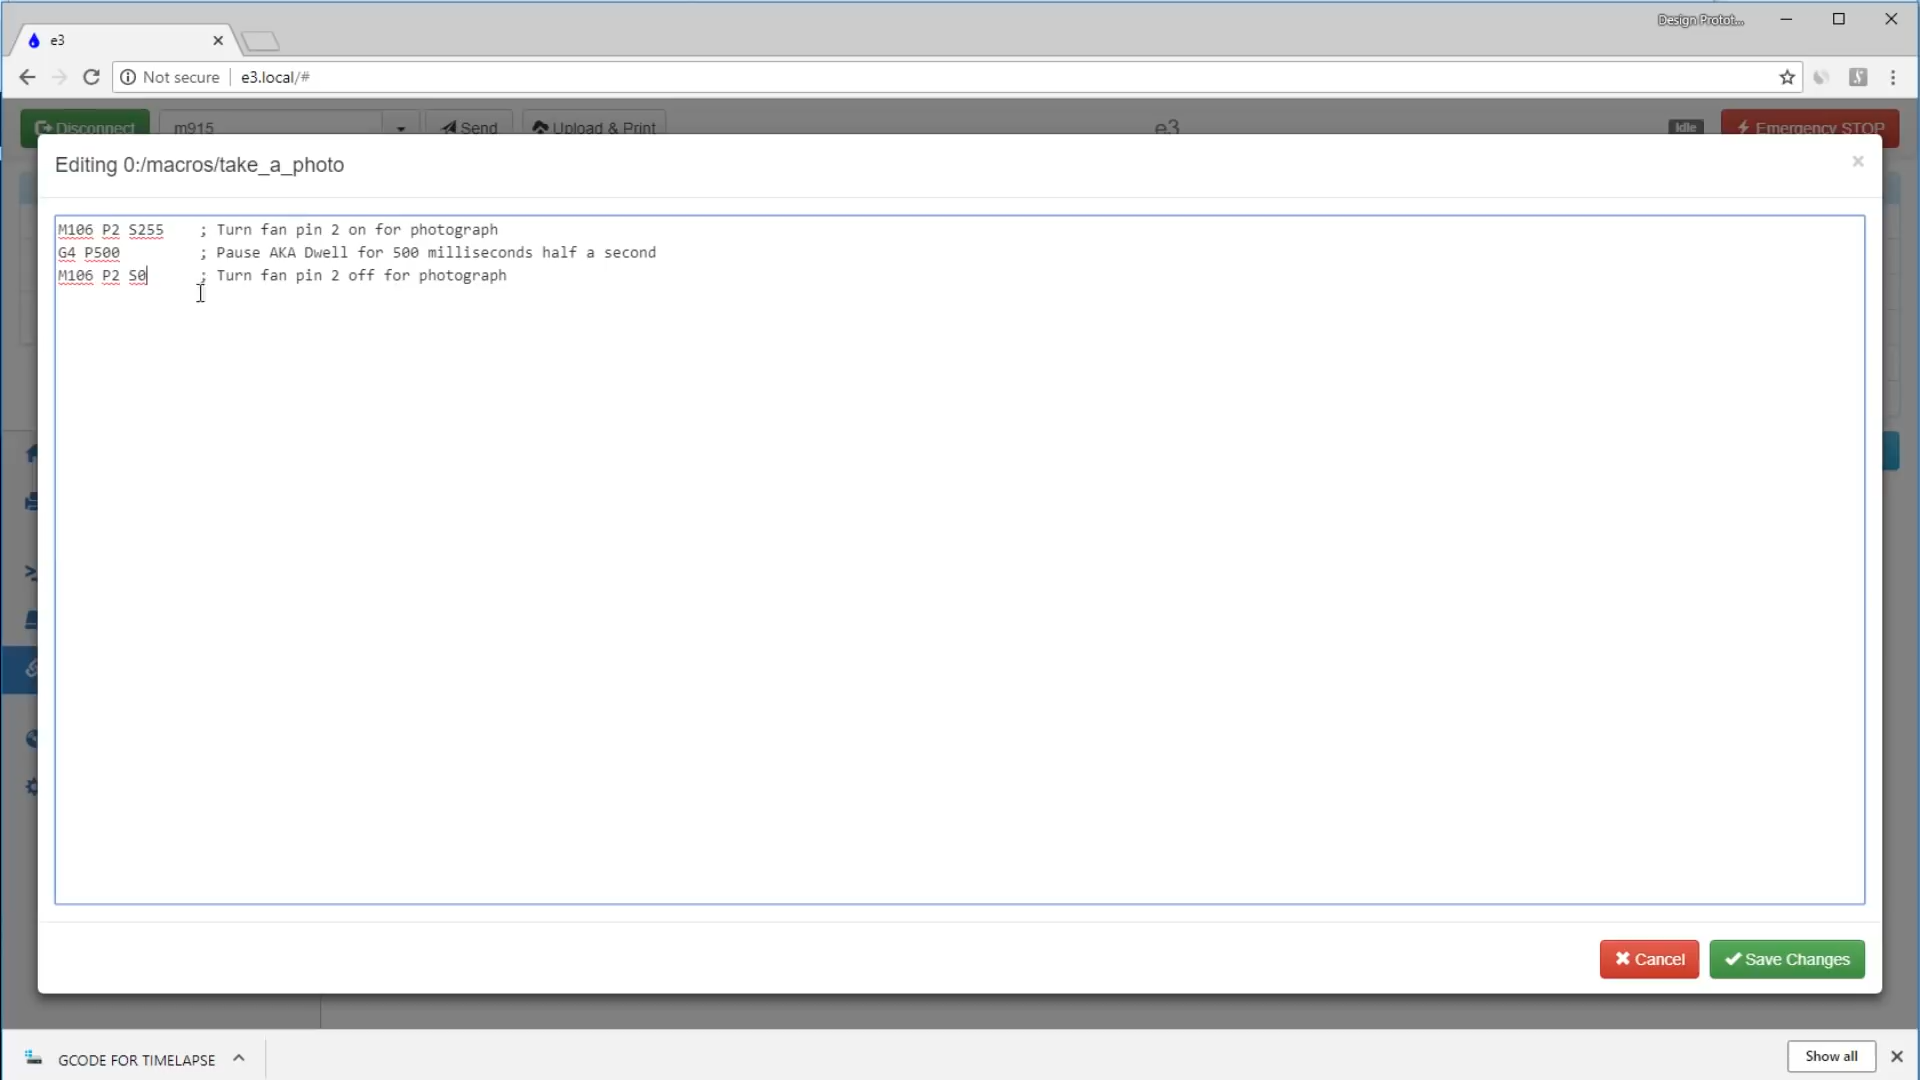 Design Protot...
e3
Not secure
e3.local/#
Disconnect
m915
Send
Upload & Print
e3
Idle
Emergency STOP
Editing 0:/macros/take_a_photo
×
M106 P2 S255    ; Turn fan pin 2 on for photograph
G4 P500         ; Pause AKA Dwell for 500 milliseconds half a second
M106 P2 S0      ; Turn fan pin 2 off for photograph
Cancel
Save Changes
GCODE FOR TIMELAPSE
Show all